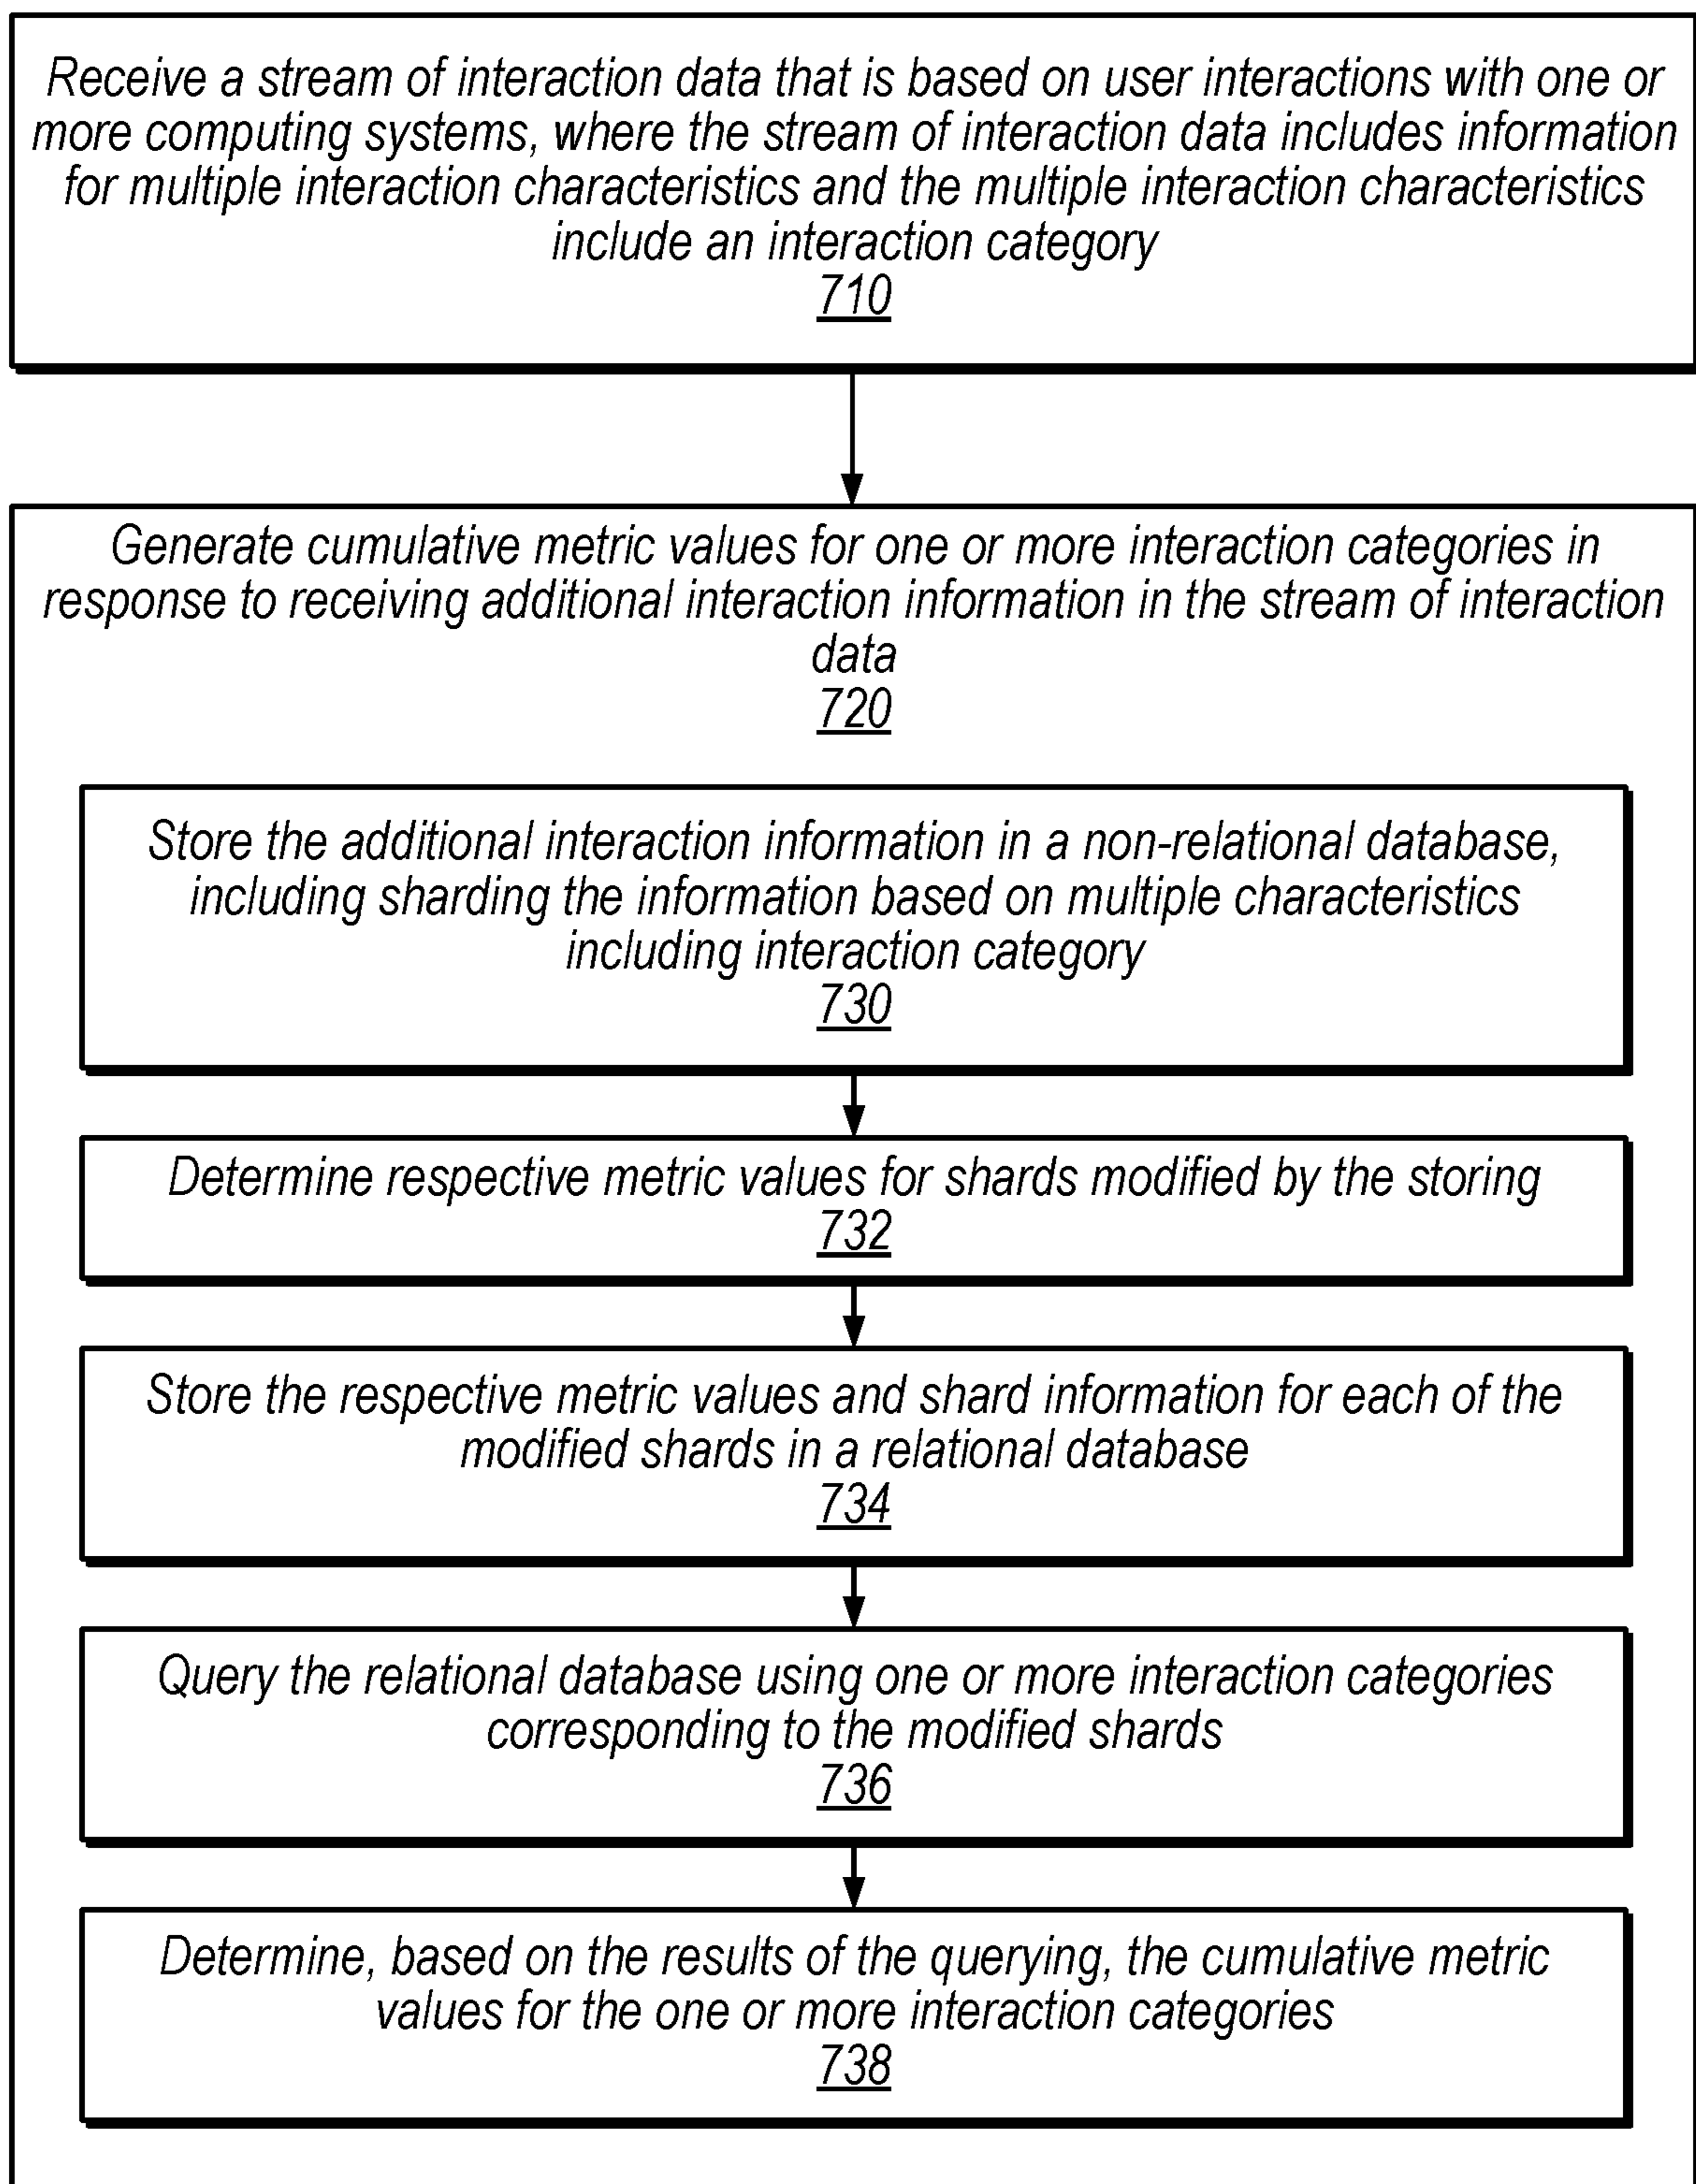 Receive a stream of interaction data that is based on user interactions with one or
more computing systems, where the stream of interaction data includes information
for multiple interaction characteristics and the multiple interaction characteristics
include an interaction category
710
Generate cumulative metric values for one or more interaction categories in
response to receiving additional interaction information in the stream of interaction
data
720
Store the additional interaction information in a non-relational database,
including sharding the information based on multiple characteristics
including interaction category
730
Determine respective metric values for shards modified by the storing
732
Store the respective metric values and shard information for each of the
modified shards in a relational database
734
Query the relational database using one or more interaction categories
corresponding to the modified shards
736
Determine, based on the results of the querying, the cumulative metric
values for the one or more interaction categories
738